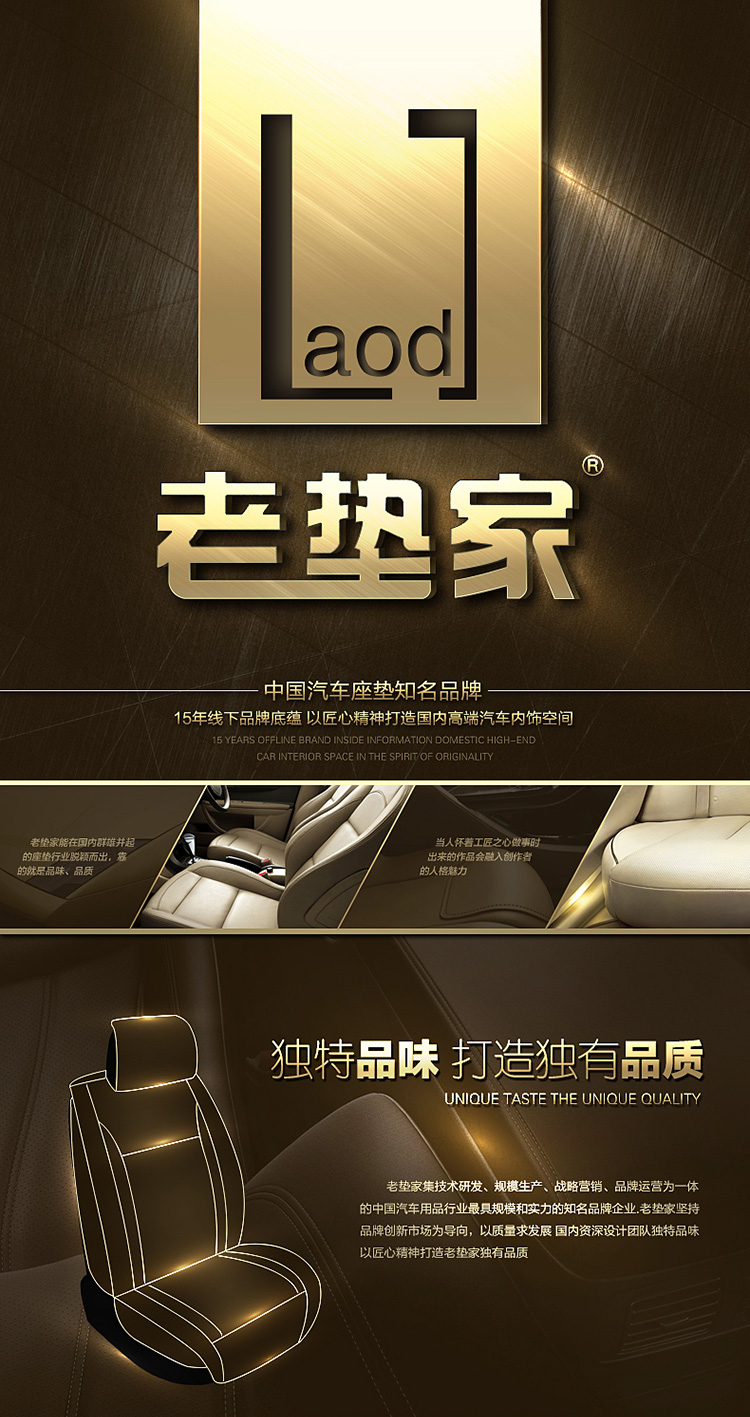 Laod
老垫家®
中国汽车座垫知名品牌
15年线下品牌底蕴 以匠心精神打造国内高端汽车内饰空间
15 YEARS OFFLINE BRAND INSIDE INFORMATION DOMESTIC HIGH-END
CAR INTERIOR SPACE IN THE SPIRIT OF ORIGINALITY
老垫家能在国内群雄并起
的座垫行业脱颖而出，靠
的就是品味、品质
当人怀着工匠之心做事时
出来的作品会融入创作者
的人格魅力
独特品味 打造独有品质
UNIQUE TASTE THE UNIQUE QUALITY
老垫家集技术研发、规模生产、战略营销、品牌运营为一体
的中国汽车用品行业最具规模和实力的知名品牌企业.老垫家坚持
品牌创新市场为导向，以质量求发展 国内资深设计团队独特品味
以匠心精神打造老垫家独有品质